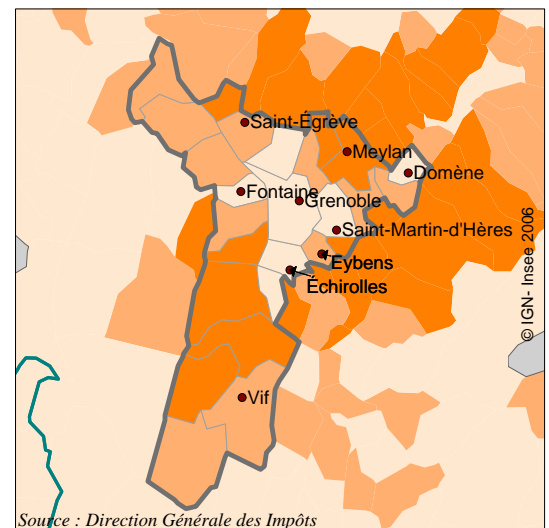 Saint-Égrève
Meylan
Domène
Fontaine
Grenoble
Saint-Martin-d'Hères
Eybens
Échirolles
Vif
© IGN- Insee 2006
Source : Direction Générale des Impôts